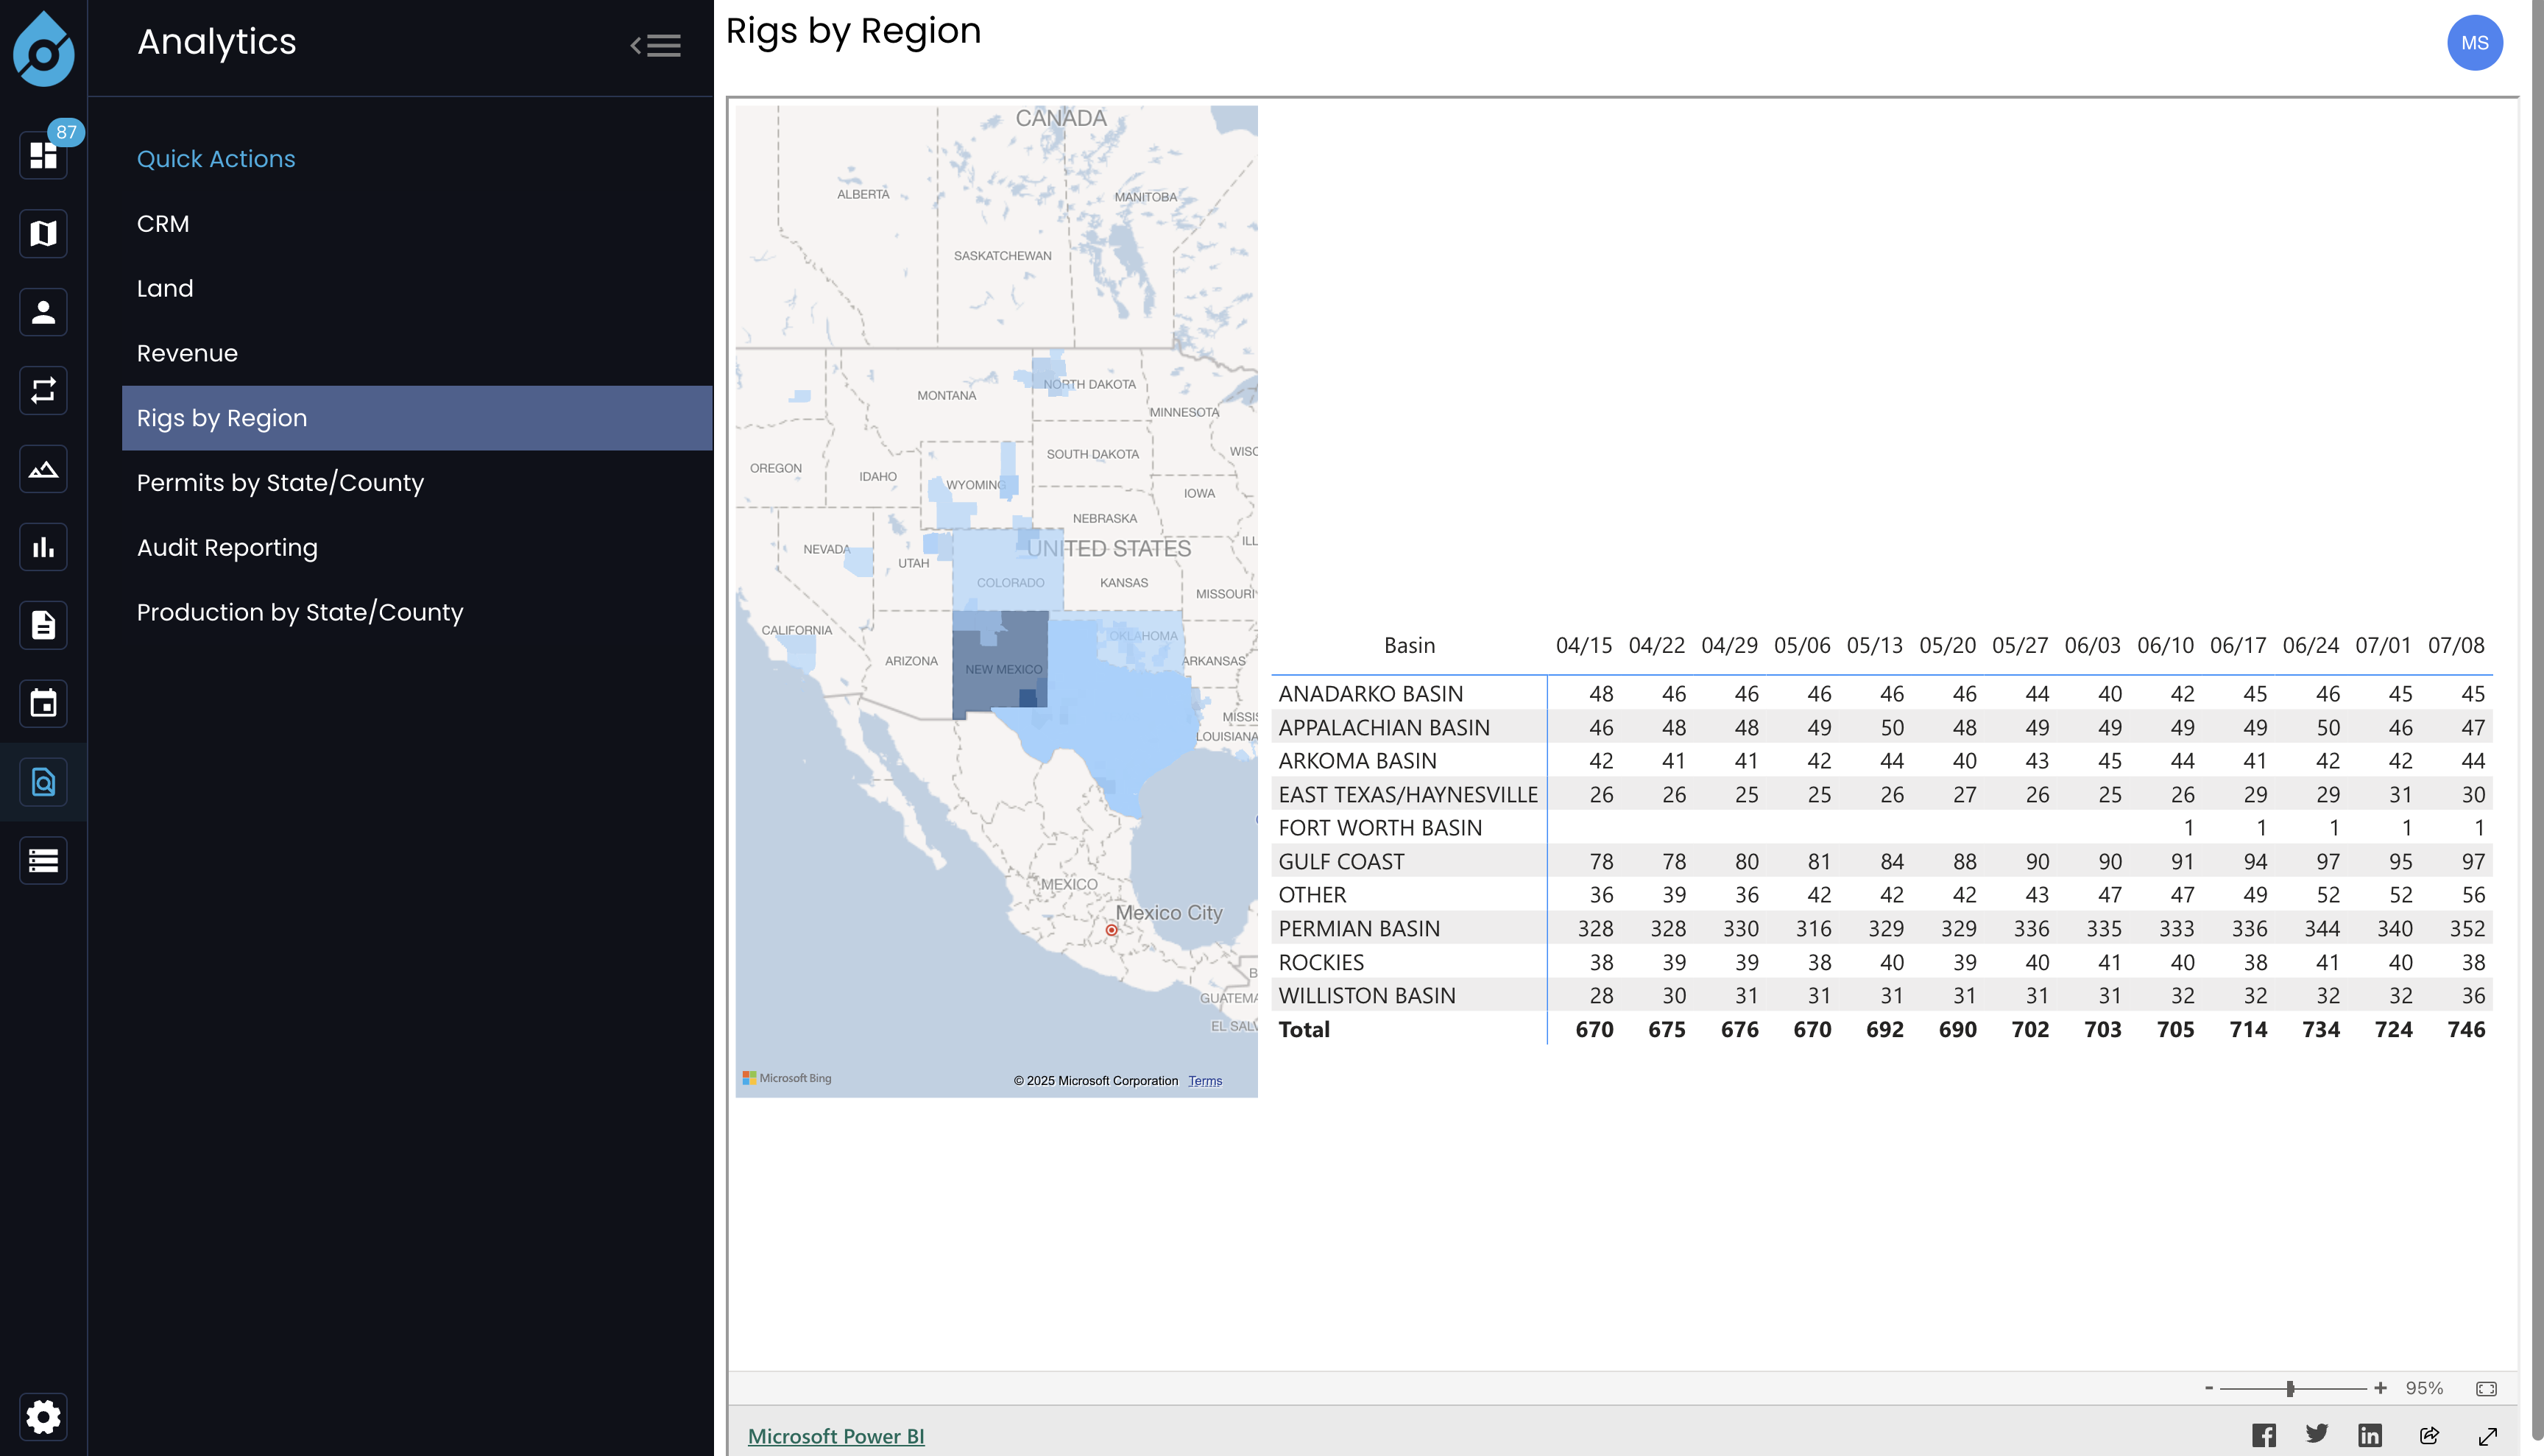 Analytics
87
Quick Actions
CRM
Land
Revenue
Rigs by Region
Permits by State/County
Audit Reporting
Production by State/County
Rigs by Region
MS
CANADA
ALBERTA
MANITOBA
SASKATCHEWAN
NORTH DAKOTA
MONTANA
MINNESOTA
WISC
SOUTH DAKOTA
OREGON
IDAHO
WYOMING
IOWA
NEBRASKA
NEVADA
UNITED STATES
ILL
UTAH
COLORADO
KANSAS
MISSOURI
CALIFORNIA
OKLAHOMA
ARIZONA
NEW MEXICO
ARKANSAS
MISSIS
LOUISIANA
MEXICO
Mexico City
B
GUATEMA
EL SALV
Microsoft Bing
© 2025 Microsoft Corporation Terms
Basin 04/15 04/22 04/29 05/06 05/13 05/20 05/27 06/03 06/10 06/17 06/24 07/01 07/08
ANADARKO BASIN 48 46 46 46 46 46 44 40 42 45 46 45 45
APPALACHIAN BASIN 46 48 48 49 50 48 49 49 49 49 50 46 47
ARKOMA BASIN 42 41 41 42 44 40 43 45 44 41 42 42 44
EAST TEXAS/HAYNESVILLE 26 26 25 25 26 27 26 25 26 29 29 31 30
FORT WORTH BASIN 1 1 1 1 1
GULF COAST 78 78 80 81 84 88 90 90 91 94 97 95 97
OTHER 36 39 36 42 42 42 43 47 47 49 52 52 56
PERMIAN BASIN 328 328 330 316 329 329 336 335 333 336 344 340 352
ROCKIES 38 39 39 38 40 39 40 41 40 38 41 40 38
WILLISTON BASIN 28 30 31 31 31 31 31 31 32 32 32 32 36
Total 670 675 676 670 692 690 702 703 705 714 734 724 746
- + 95%
Microsoft Power BI